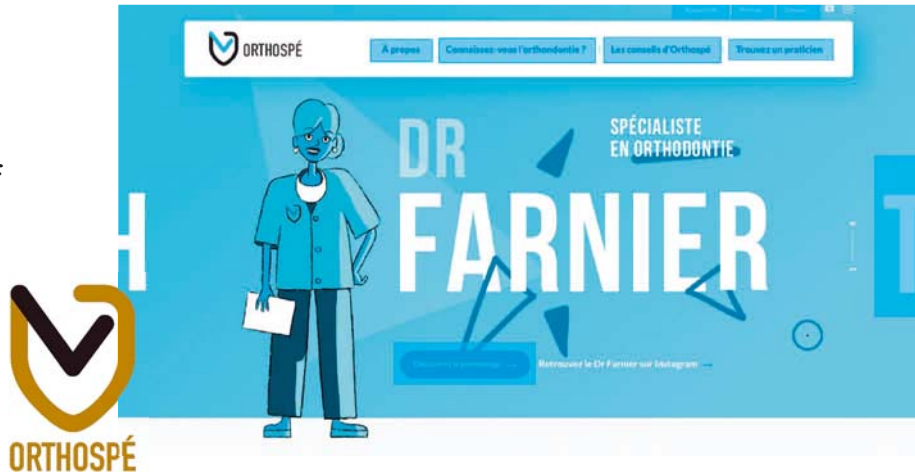 ORTHOSPÉ
À propos
Connaissez-vous l'orthondontie ?
Les conseils d'Orthospé
Trouvez un praticien
DR
FARNIER
SPÉCIALISTE
EN ORTHODONTIE
H
T
Retrouvez le Dr Farnier sur Instagram
ORTHOSPÉ